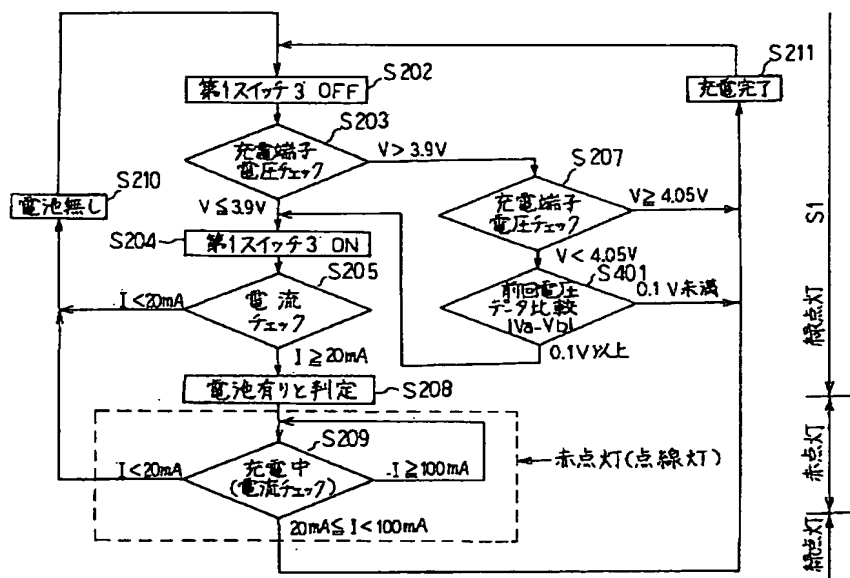 S202
第1スイッチ3 OFF
S211
充電完了
S203
充電端子
電圧チェック
V>3.9V
S207
充電端子
電圧チェック
V≧4.05V
S210
電池無し
V≦3.9V
S204
第1スイッチ3 ON
V<4.05V
S401
前回電圧
データ比較
|Va-Vb|
0.1V未満
0.1V以上
S205
電流
チェック
I<20mA
I≧20mA
S208
電池有りと判定
S209
充電中
(電流チェック)
I<20mA
I≧100mA
20mA≦I<100mA
赤点灯(点線灯)
S1
緑点灯
赤点灯
緑点灯